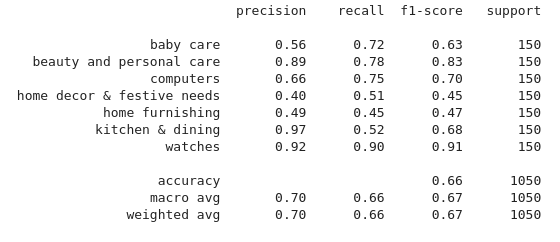 precision recall f1-score support
baby care 0.56 0.72 0.63 150
beauty and personal care 0.89 0.78 0.83 150
computers 0.66 0.75 0.70 150
home decor & festive needs 0.40 0.51 0.45 150
home furnishing 0.49 0.45 0.47 150
kitchen & dining 0.97 0.52 0.68 150
watches 0.92 0.90 0.91 150
accuracy 0.66 1050
macro avg 0.70 0.66 0.67 1050
weighted avg 0.70 0.66 0.67 1050